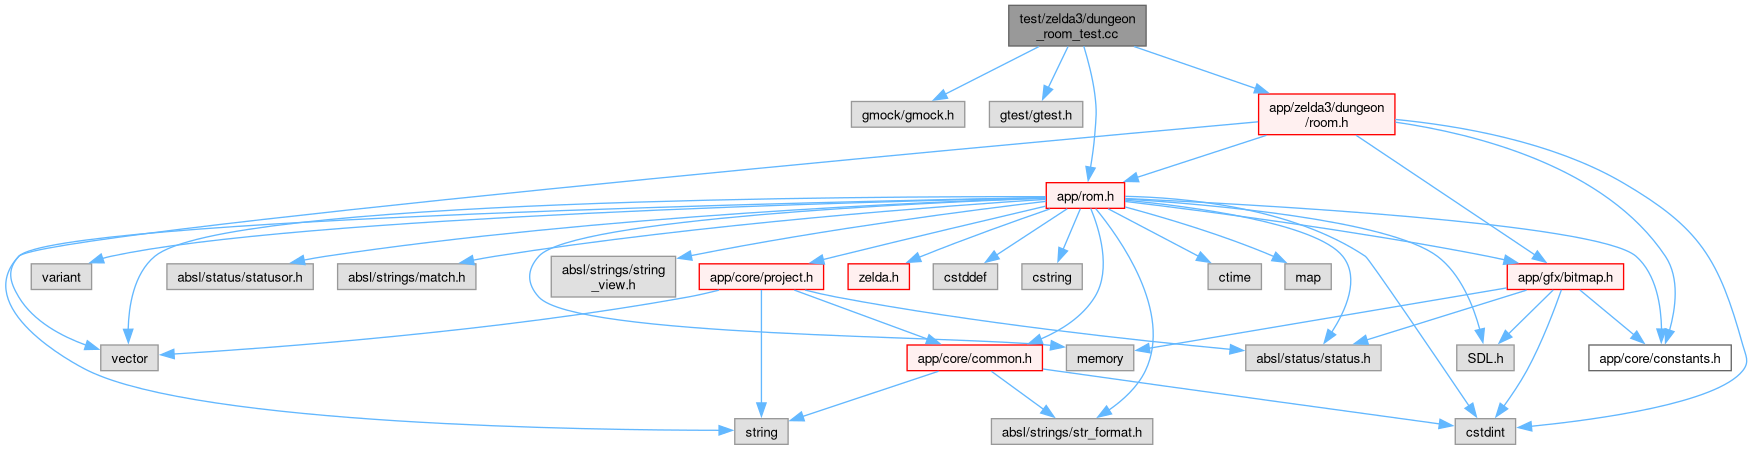 test/zelda3/dungeon
_room_test.cc
gmock/gmock.h
gtest/gtest.h
app/zelda3/dungeon
/room.h
app/rom.h
variant
absl/status/statusor.h
absl/strings/match.h
absl/strings/string
_view.h
app/core/project.h
zelda.h
cstddef
cstring
ctime
map
app/gfx/bitmap.h
vector
app/core/common.h
memory
absl/status/status.h
SDL.h
app/core/constants.h
string
absl/strings/str_format.h
cstdint